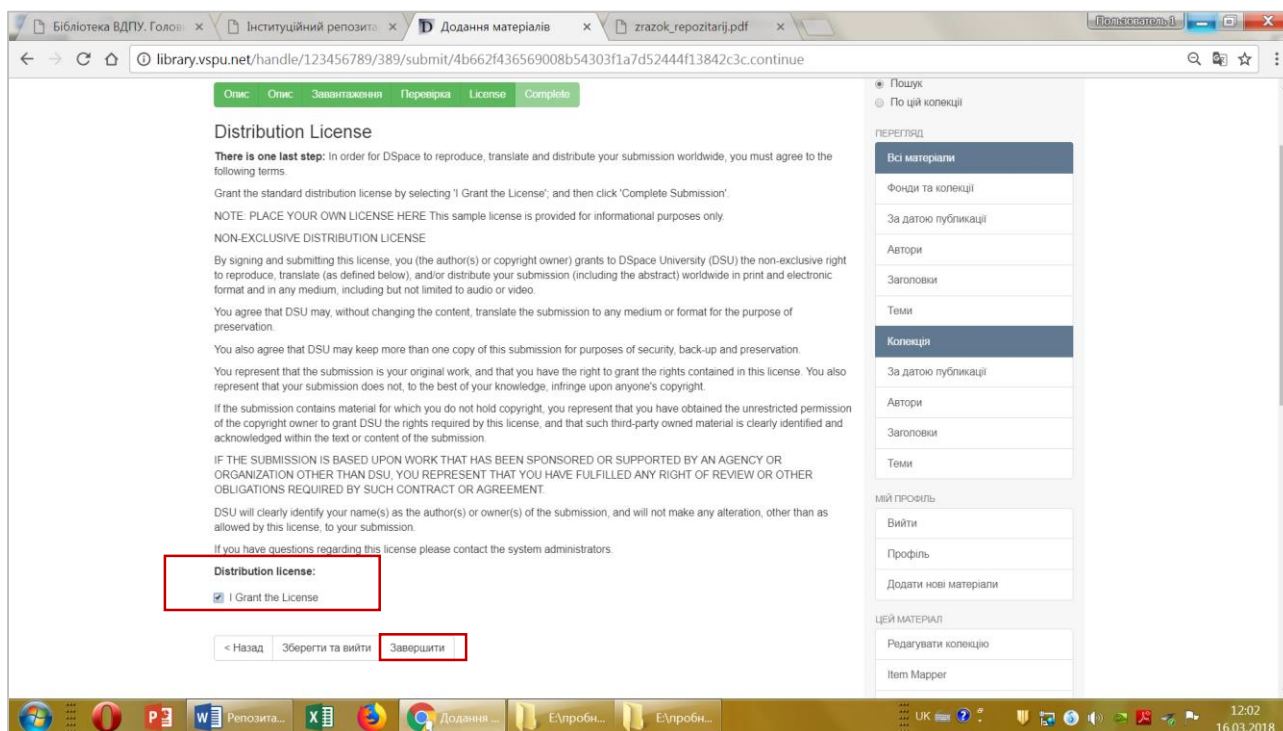 Бібліотека ВДПУ. Голов
Інституційний репозита
Додання матеріалів
zrazok_repozitarij.pdf
Пользователь 1
library.vspu.net/handle/123456789/389/submit/4b662f436569008b54303f1a7d52444f13842c3c.continue
Опис Опис Завантаження Перевірка License Complete
Distribution License
There is one last step: In order for DSpace to reproduce, translate and distribute your submission worldwide, you must agree to the
following terms.
Grant the standard distribution license by selecting 'I Grant the License'; and then click 'Complete Submission'.
NOTE: PLACE YOUR OWN LICENSE HERE This sample license is provided for informational purposes only.
NON-EXCLUSIVE DISTRIBUTION LICENSE
By signing and submitting this license, you (the author(s) or copyright owner) grants to DSpace University (DSU) the non-exclusive right
to reproduce, translate (as defined below), and/or distribute your submission (including the abstract) worldwide in print and electronic
format and in any medium, including but not limited to audio or video.
You agree that DSU may, without changing the content, translate the submission to any medium or format for the purpose of
preservation.
You also agree that DSU may keep more than one copy of this submission for purposes of security, back-up and preservation.
You represent that the submission is your original work, and that you have the right to grant the rights contained in this license. You also
represent that your submission does not, to the best of your knowledge, infringe upon anyone's copyright.
If the submission contains material for which you do not hold copyright, you represent that you have obtained the unrestricted permission
of the copyright owner to grant DSU the rights required by this license, and that such third-party owned material is clearly identified and
acknowledged within the text or content of the submission.
IF THE SUBMISSION IS BASED UPON WORK THAT HAS BEEN SPONSORED OR SUPPORTED BY AN AGENCY OR
ORGANIZATION OTHER THAN DSU, YOU REPRESENT THAT YOU HAVE FULFILLED ANY RIGHT OF REVIEW OR OTHER
OBLIGATIONS REQUIRED BY SUCH CONTRACT OR AGREEMENT.
DSU will clearly identify your name(s) as the author(s) or owner(s) of the submission, and will not make any alteration, other than as
allowed by this license, to your submission.
If you have questions regarding this license please contact the system administrators.
Distribution license:
I Grant the License
< Назад Зберегти та вийти Завершити
Пошук
По цій колекції
ПЕРЕГЛЯД
Всі матеріали
Фонди та колекції
За датою публікації
Автори
Заголовки
Теми
Колекція
За датою публікації
Автори
Заголовки
Теми
МІЙ ПРОФІЛЬ
Вийти
Профіль
Додати нові матеріали
ЦЕЙ МАТЕРІАЛ
Редагувати колекцію
Item Mapper
Репозита...
Додання ...
Е:\пробн...
Е:\пробн...
UK
12:02
16.03.2018